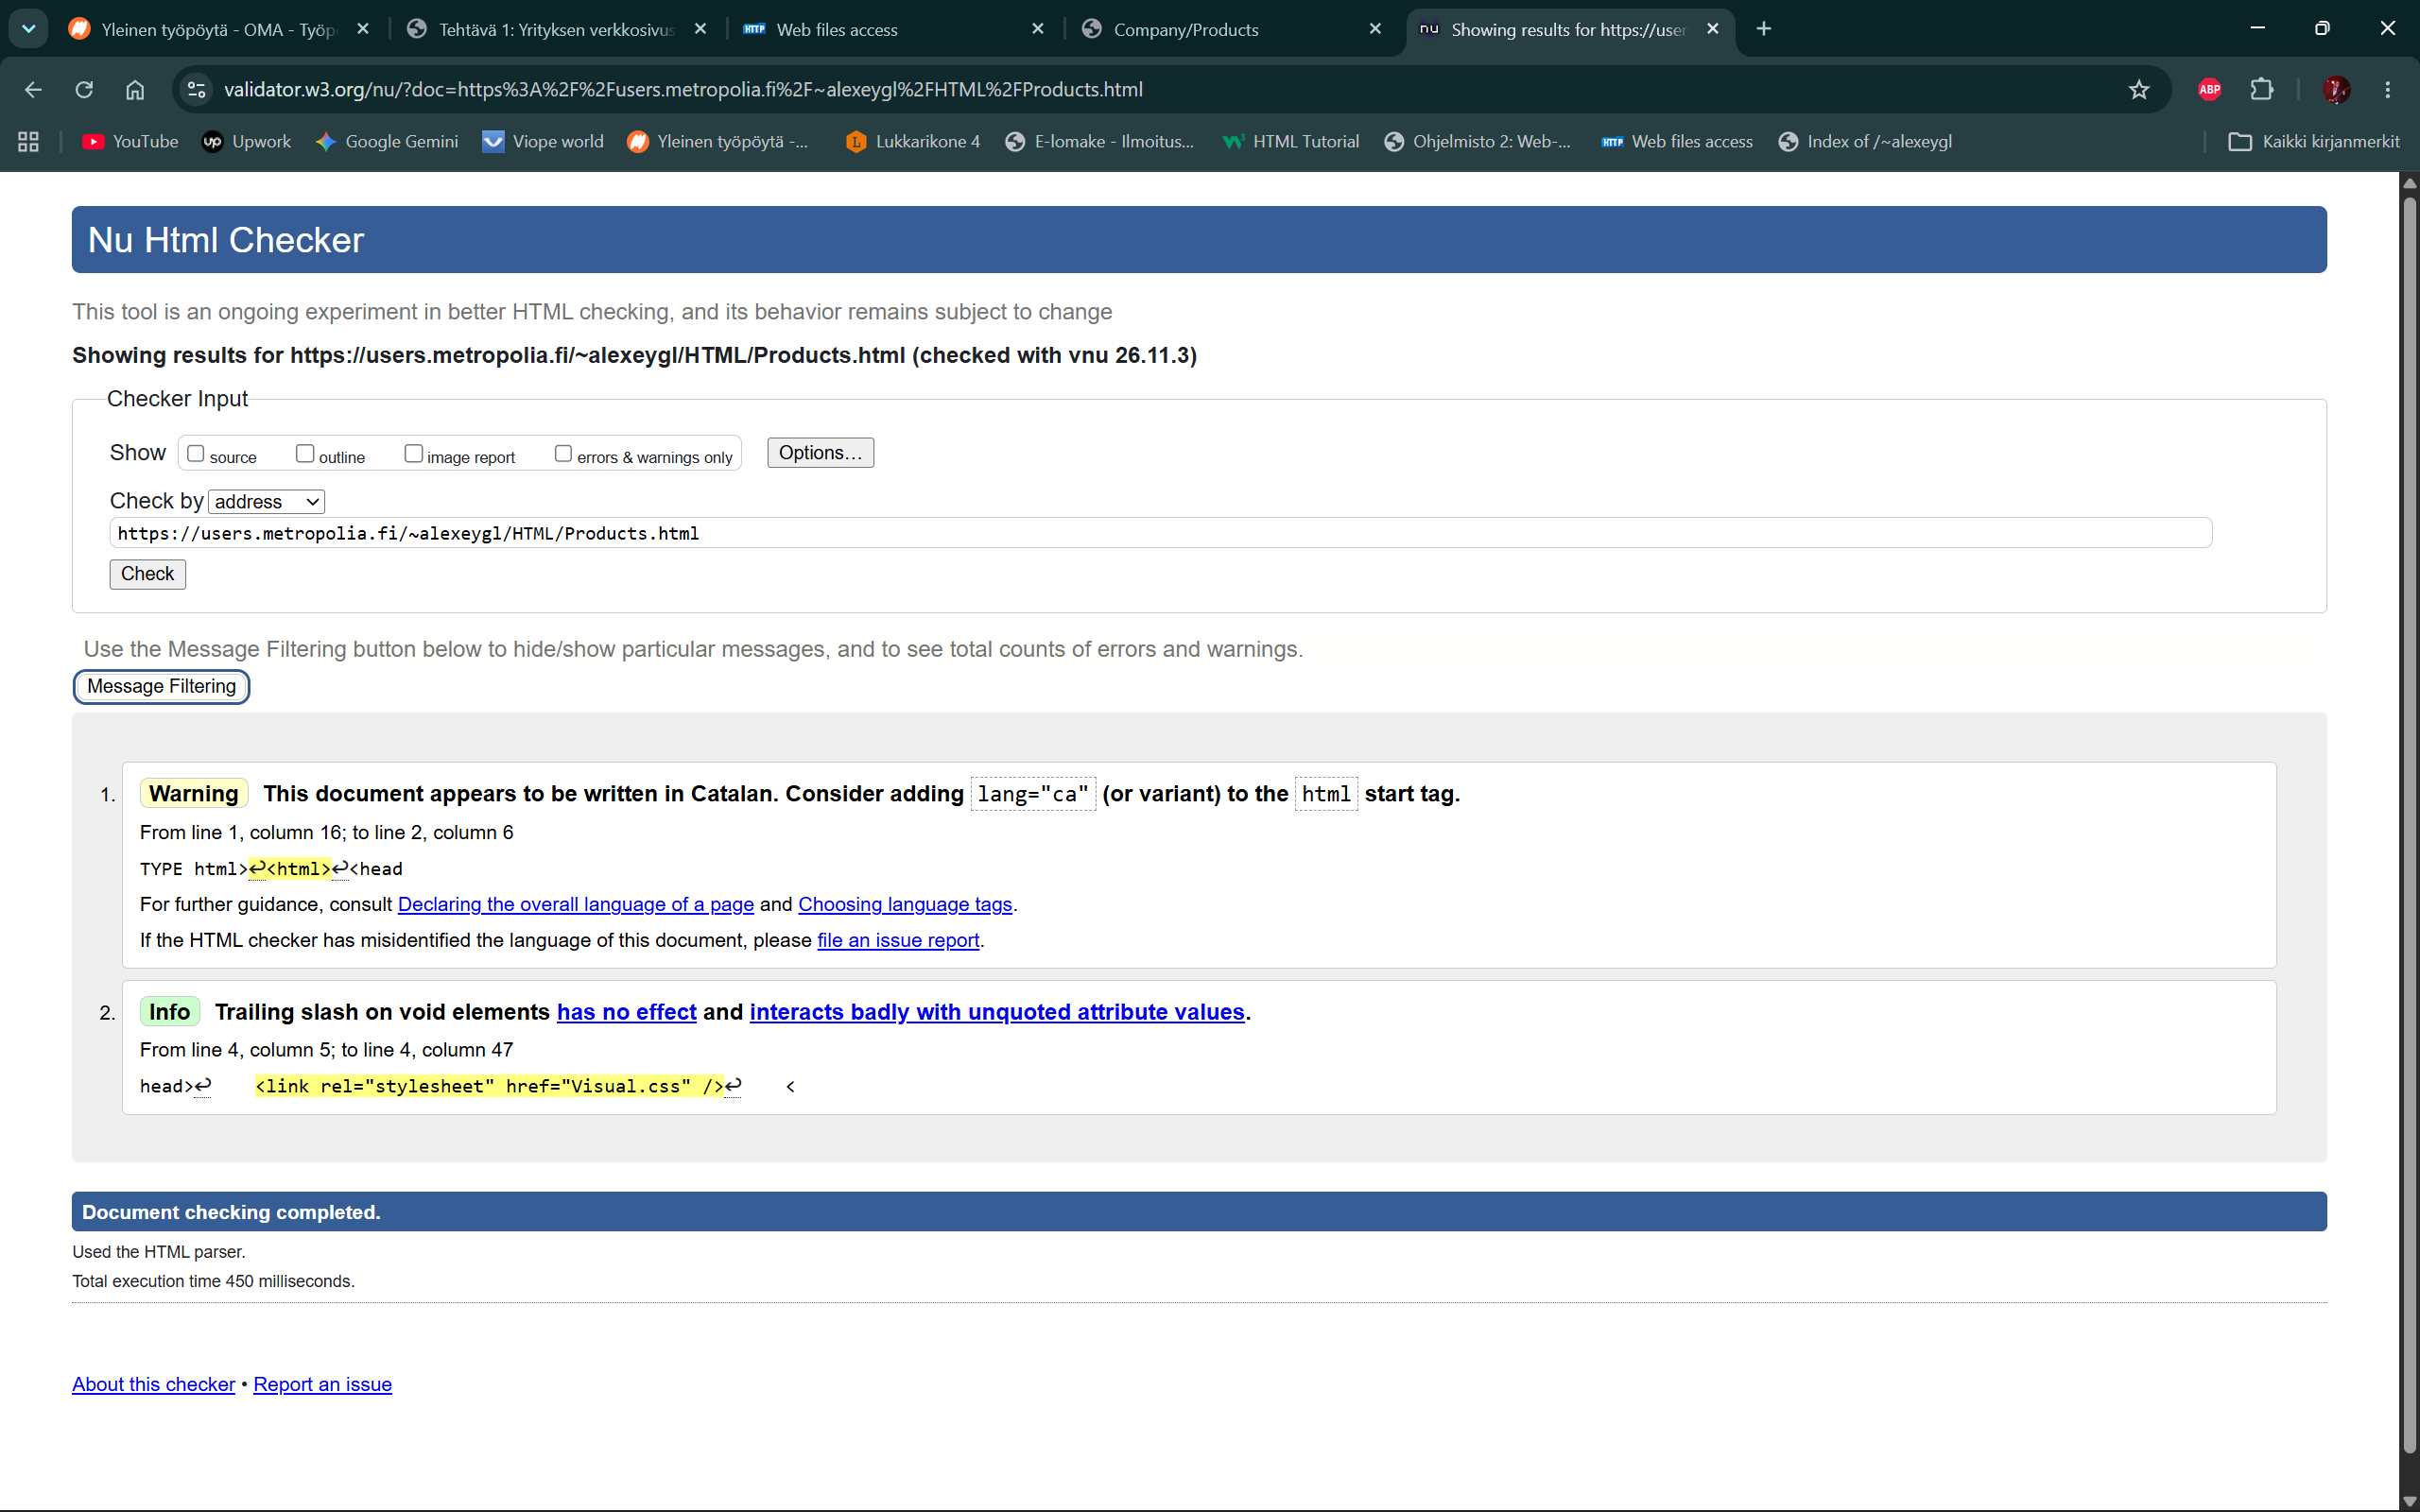 Yleinen työpöytä - OMA - Työp
Tehtävä 1: Yrityksen verkkosivus
Web files access
Company/Products
nu Showing results for https://user
validator.w3.org/nu/?doc=https%3A%2F%2Fusers.metropolia.fi%2F~alexeygl%2FHTML%2FProducts.html
ABP
YouTube
up Upwork
Google Gemini
Viope world
Yleinen työpöytä -...
L Lukkarikone 4
E-lomake - Ilmoitus...
HTML Tutorial
Ohjelmisto 2: Web-...
HTTP Web files access
Index of /~alexeygl
Kaikki kirjanmerkit
Nu Html Checker
This tool is an ongoing experiment in better HTML checking, and its behavior remains subject to change
Showing results for https://users.metropolia.fi/~alexeygl/HTML/Products.html (checked with vnu 26.11.3)
Checker Input
Show source outline image report errors & warnings only Options…
Check by address
https://users.metropolia.fi/~alexeygl/HTML/Products.html
Check
Use the Message Filtering button below to hide/show particular messages, and to see total counts of errors and warnings.
Message Filtering
1. Warning This document appears to be written in Catalan. Consider adding lang="ca" (or variant) to the html start tag.
From line 1, column 16; to line 2, column 6
TYPE html>↩<html>↩<head
For further guidance, consult Declaring the overall language of a page and Choosing language tags.
If the HTML checker has misidentified the language of this document, please file an issue report.
2. Info Trailing slash on void elements has no effect and interacts badly with unquoted attribute values.
From line 4, column 5; to line 4, column 47
head>↩    <link rel="stylesheet" href="Visual.css" />↩    <
Document checking completed.
Used the HTML parser.
Total execution time 450 milliseconds.
About this checker • Report an issue